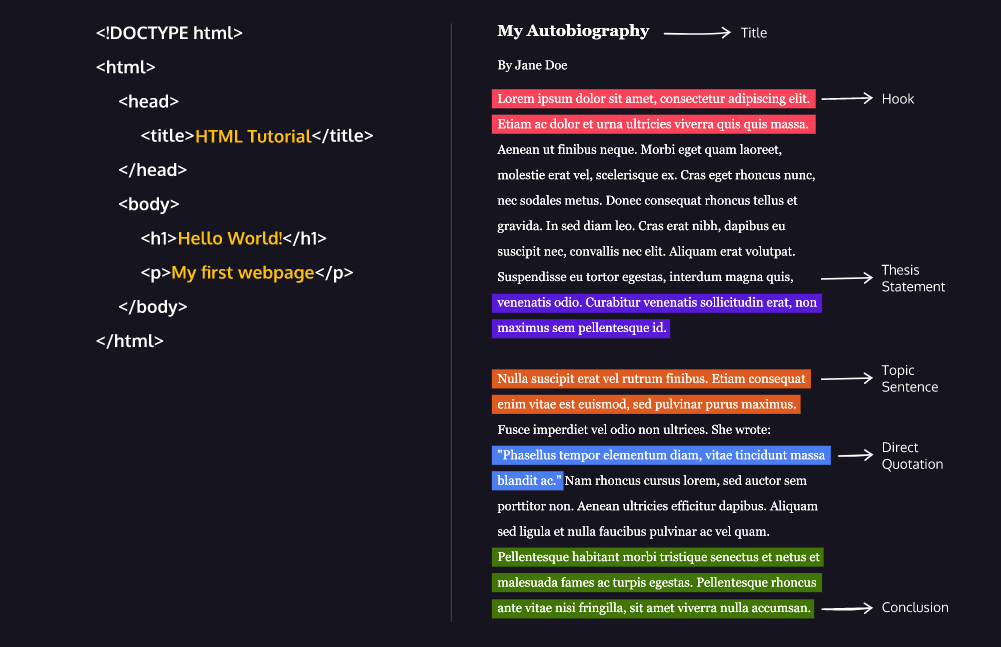 <!DOCTYPE html>
<html>
<head>
<title>HTML Tutorial</title>
</head>
<body>
<h1>Hello World!</h1>
<p>My first webpage</p>
</body>
</html>
My Autobiography
Title
By Jane Doe
Lorem ipsum dolor sit amet, consectetur adipiscing elit.
Hook
Etiam ac dolor et urna ultricies viverra quis quis massa.
Aenean ut finibus neque. Morbi eget quam laoreet,
molestie erat vel, scelerisque ex. Cras eget rhoncus nunc,
nec sodales metus. Donec consequat rhoncus tellus et
gravida. In sed diam leo. Cras erat nibh, dapibus eu
suscipit nec, convallis nec elit. Aliquam erat volutpat.
Suspendisse eu tortor egestas, interdum magna quis,
Thesis
Statement
venenatis odio. Curabitur venenatis sollicitudin erat, non
maximus sem pellentesque id.
Nulla suscipit erat vel rutrum finibus. Etiam consequat
Topic
Sentence
enim vitae est euismod, sed pulvinar purus maximus.
Fusce imperdiet vel odio non ultrices. She wrote:
"Phasellus tempor elementum diam, vitae tincidunt massa
Direct
Quotation
blandit ac." Nam rhoncus cursus lorem, sed auctor sem
porttitor non. Aenean ultricies efficitur dapibus. Aliquam
sed ligula et nulla faucibus pulvinar ac vel quam.
Pellentesque habitant morbi tristique senectus et netus et
malesuada fames ac turpis egestas. Pellentesque rhoncus
ante vitae nisi fringilla, sit amet viverra nulla accumsan.
Conclusion